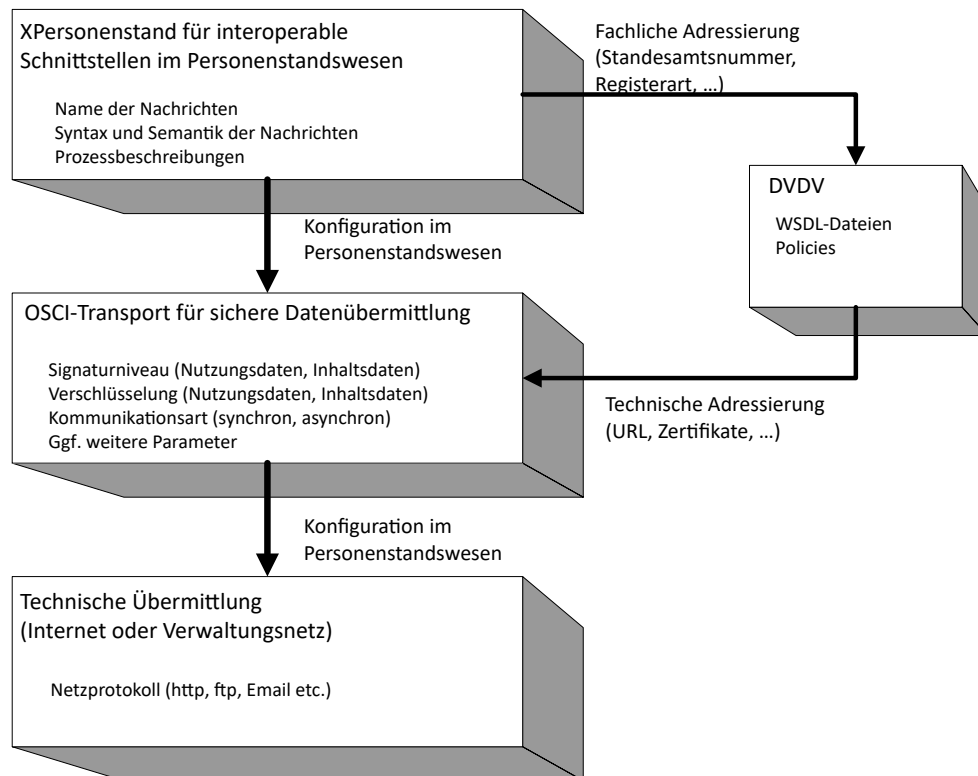 XPersonenstand für interoperable
Schnittstellen im Personenstandswesen
Name der Nachrichten
Syntax und Semantik der Nachrichten
Prozessbeschreibungen
Fachliche Adressierung
(Standesamtsnummer,
Registerart, ...)
DVDV
WSDL-Dateien
Policies
Konfiguration im
Personenstandswesen
OSCI-Transport für sichere Datenübermittlung
Signaturniveau (Nutzungsdaten, Inhaltsdaten)
Verschlüsselung (Nutzungsdaten, Inhaltsdaten)
Kommunikationsart (synchron, asynchron)
Ggf. weitere Parameter
Technische Adressierung
(URL, Zertifikate, ...)
Konfiguration im
Personenstandswesen
Technische Übermittlung
(Internet oder Verwaltungsnetz)
Netzprotokoll (http, ftp, Email etc.)